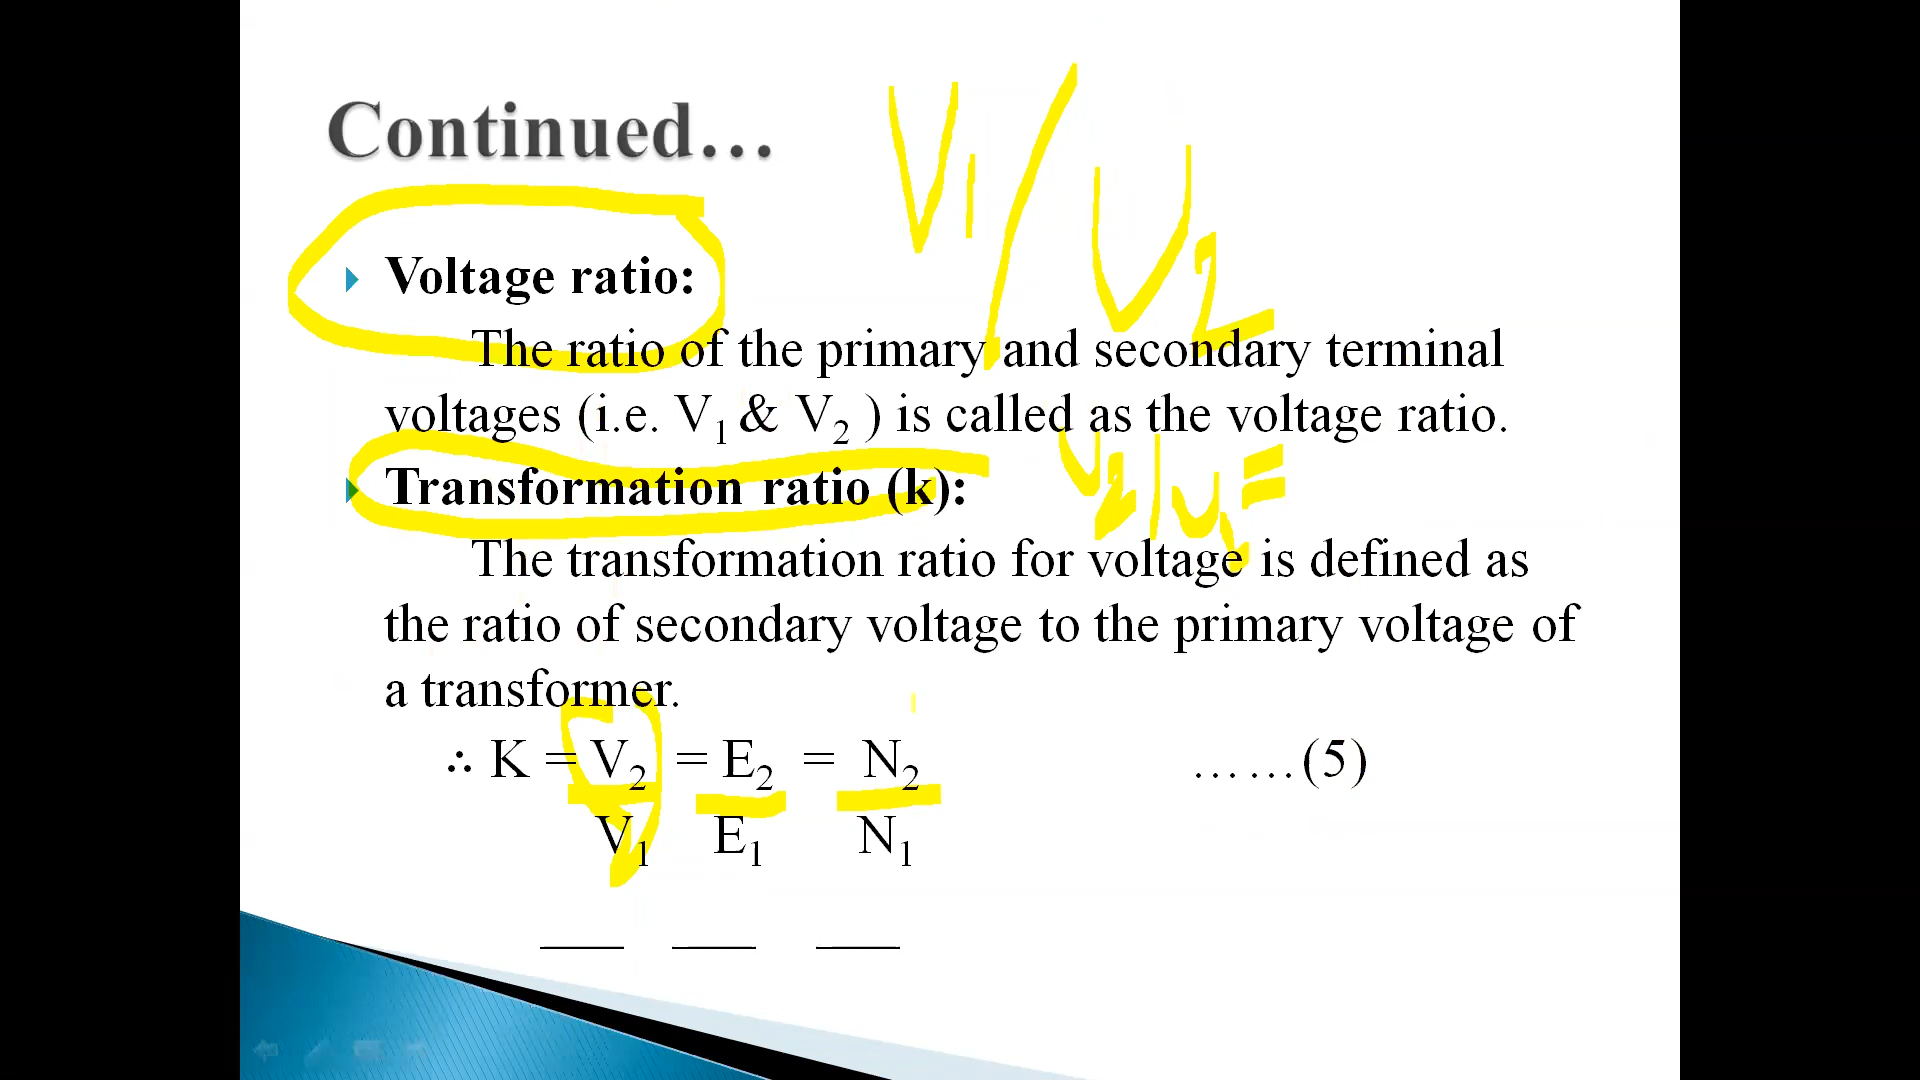 Continued...
V1/V2
Voltage ratio:
The ratio of the primary and secondary terminal
voltages (i.e. V₁ & V₂ ) is called as the voltage ratio.
Transformation ratio (k):
V2/V1=
The transformation ratio for voltage is defined as
the ratio of secondary voltage to the primary voltage of
a transformer.
∴ K = V₂ = E₂ = N₂ ......(5)
V₁ E₁ N₁